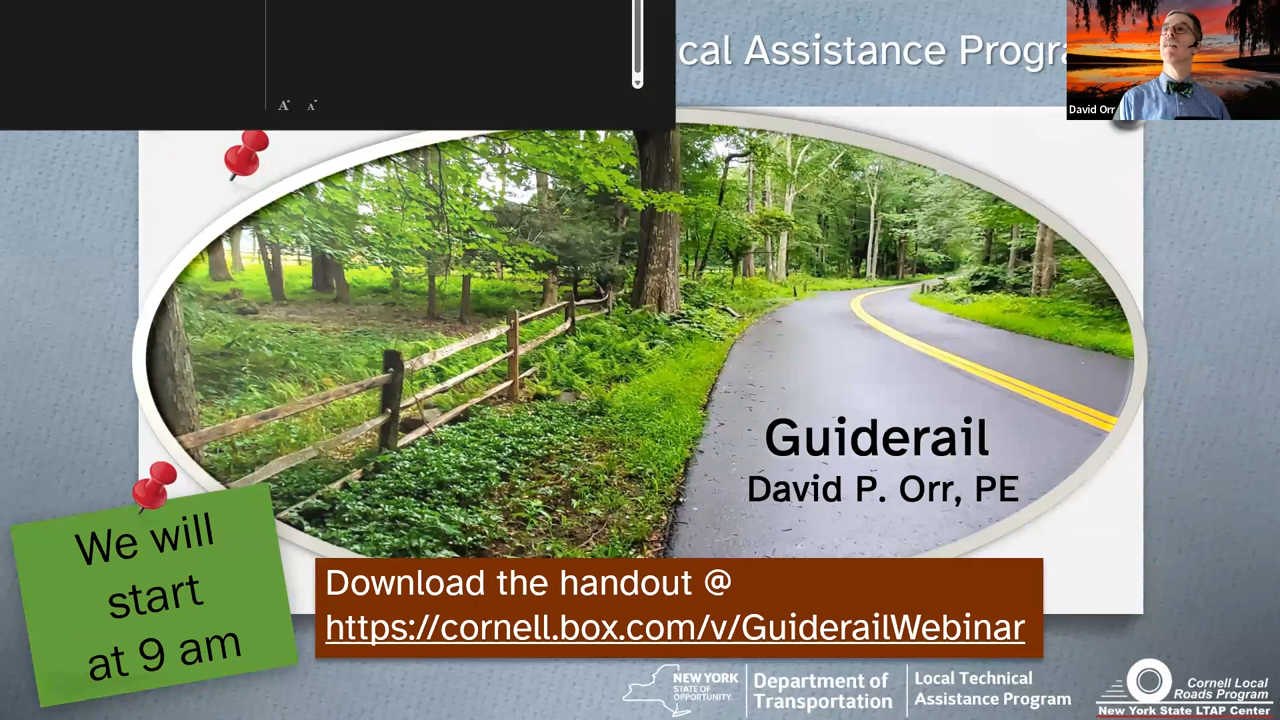 cal Assistance Progra
David Orr
Guiderail
David P. Orr, PE
We will
start
at 9 am
Download the handout @
https://cornell.box.com/v/GuiderailWebinar
NEW YORK
STATE OF
OPPORTUNITY.
Department of
Transportation
Local Technical
Assistance Program
Cornell Local
Roads Program
New York State LTAP Center